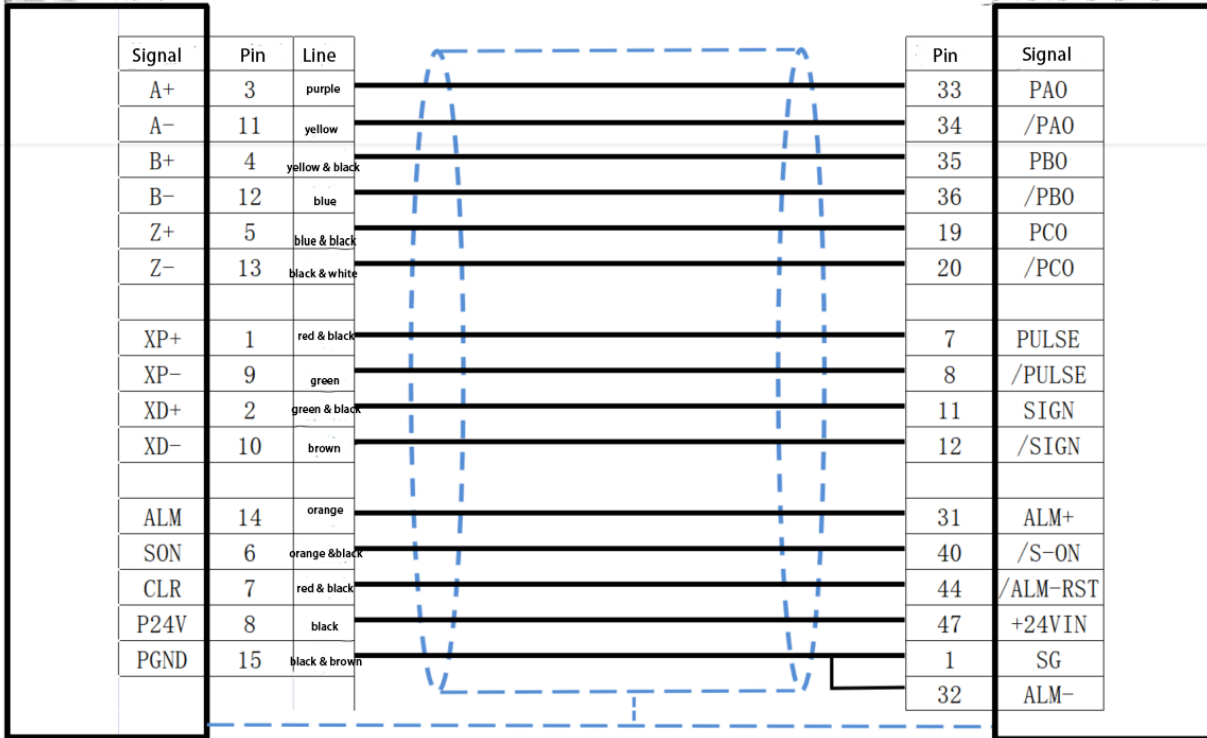 Signal Pin Line Pin Signal
A+ 3 purple 33 PAO
A- 11 yellow 34 /PAO
B+ 4 yellow & black 35 PBO
B- 12 blue 36 /PBO
Z+ 5 blue & black 19 PCO
Z- 13 black & white 20 /PCO
XP+ 1 red & black 7 PULSE
XP- 9 green 8 /PULSE
XD+ 2 green & black 11 SIGN
XD- 10 brown 12 /SIGN
ALM 14 orange 31 ALM+
SON 6 orange &black 40 /S-ON
CLR 7 red & black 44 /ALM-RST
P24V 8 black 47 +24VIN
PGND 15 black & brown 1 SG
32 ALM-